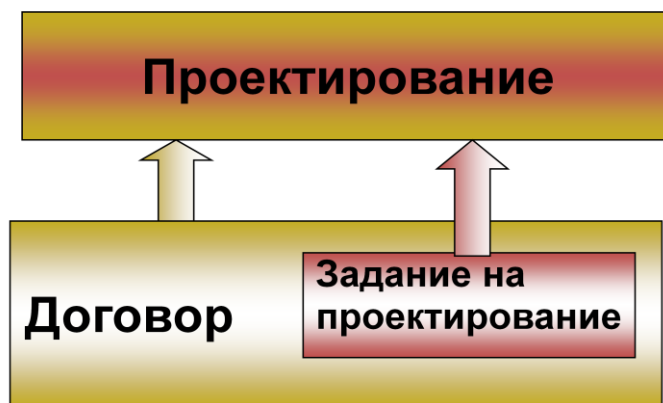 Проектирование
Договор
Задание на
проектирование